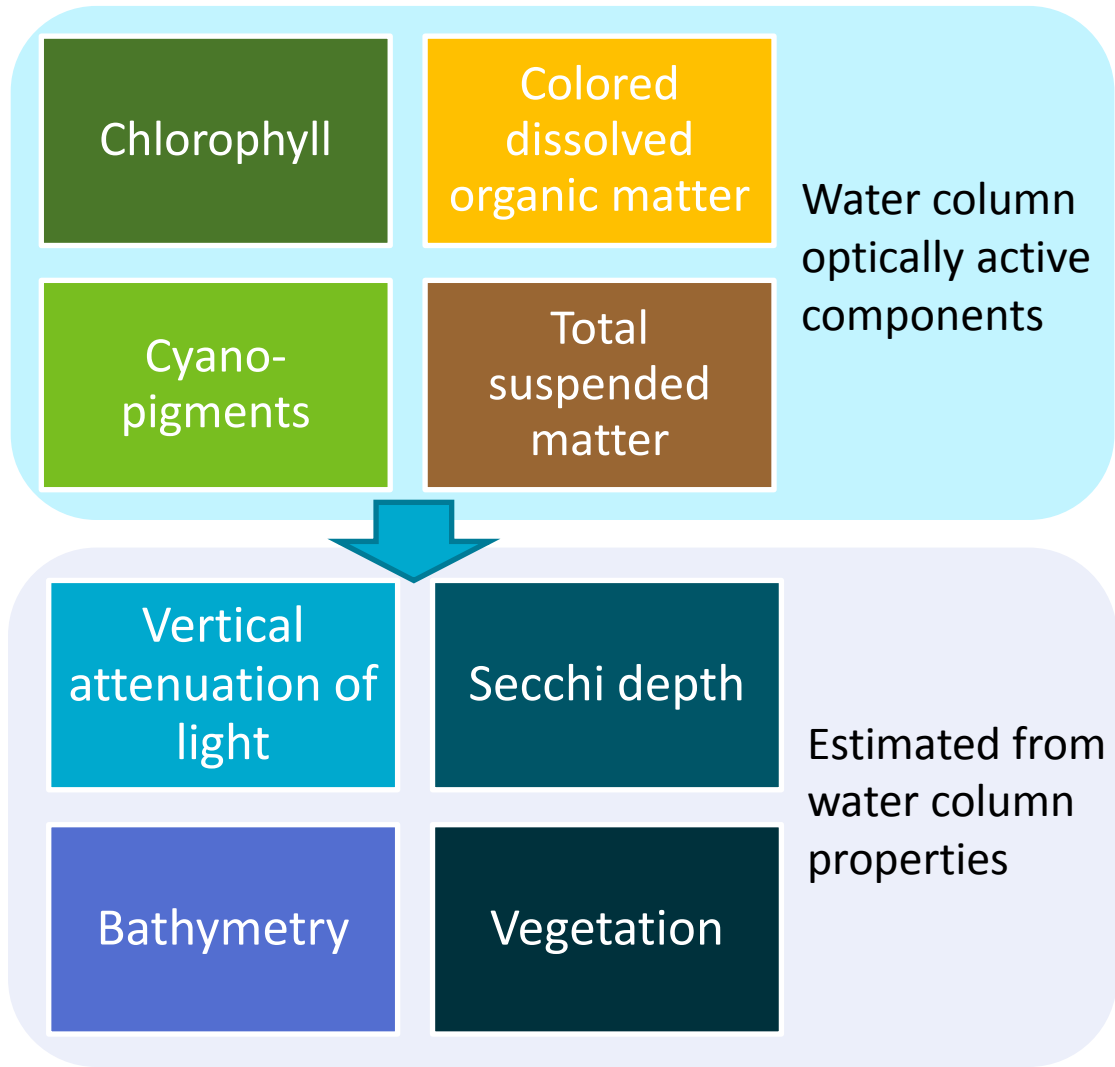 Chlorophyll
Colored
dissolved
organic matter
Cyano-
pigments
Total
suspended
matter
Water column
optically active
components
Vertical
attenuation of
light
Secchi depth
Bathymetry
Vegetation
Estimated from
water column
properties